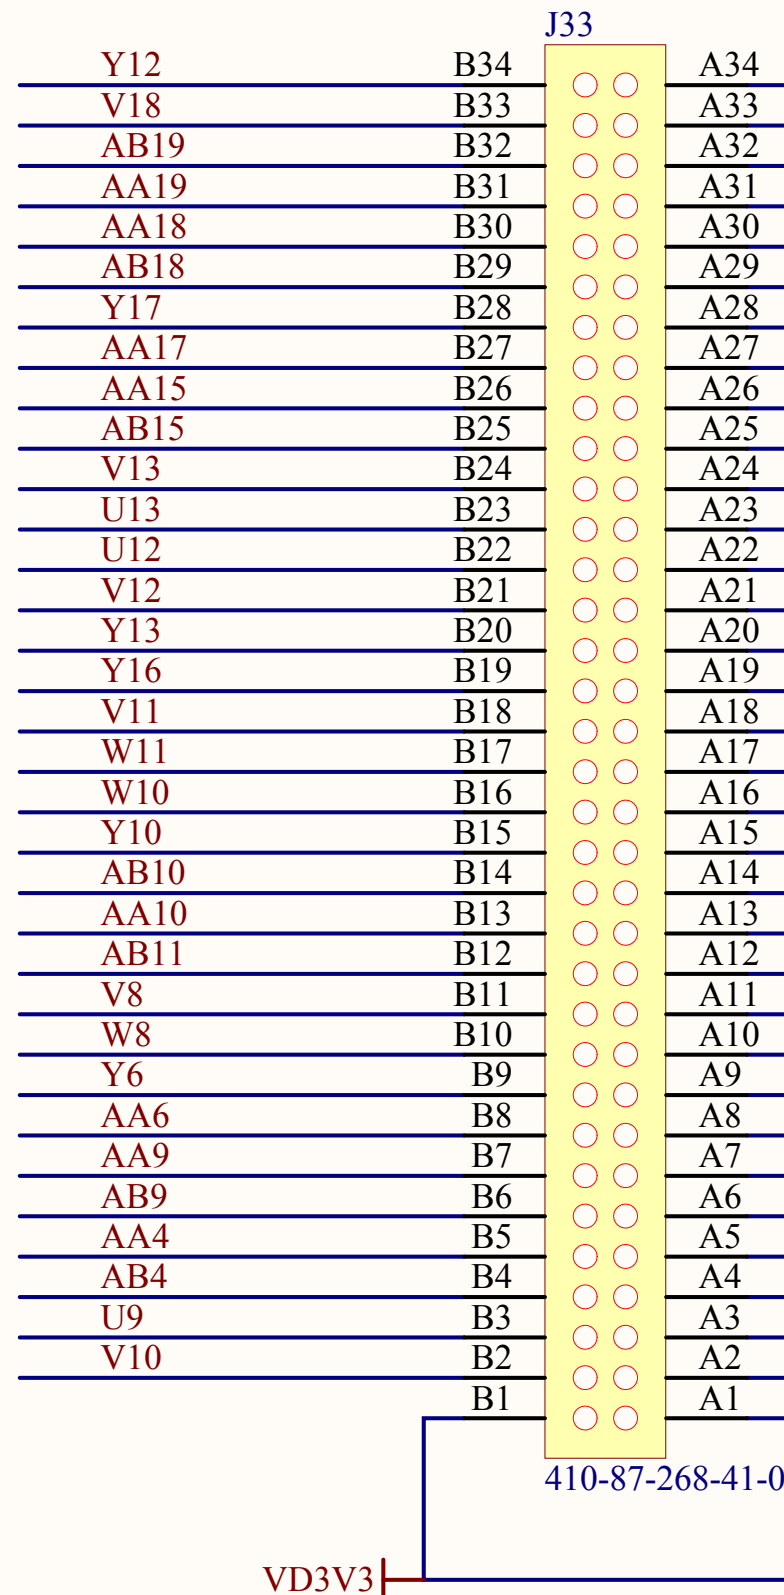 J33
Y12 B34 A34
V18 B33 A33
AB19 B32 A32
AA19 B31 A31
AA18 B30 A30
AB18 B29 A29
Y17 B28 A28
AA17 B27 A27
AA15 B26 A26
AB15 B25 A25
V13 B24 A24
U13 B23 A23
U12 B22 A22
V12 B21 A21
Y13 B20 A20
Y16 B19 A19
V11 B18 A18
W11 B17 A17
W10 B16 A16
Y10 B15 A15
AB10 B14 A14
AA10 B13 A13
AB11 B12 A12
V8 B11 A11
W8 B10 A10
Y6 B9 A9
AA6 B8 A8
AA9 B7 A7
AB9 B6 A6
AA4 B5 A5
AB4 B4 A4
U9 B3 A3
V10 B2 A2
B1 A1
410-87-268-41-0
VD3V3